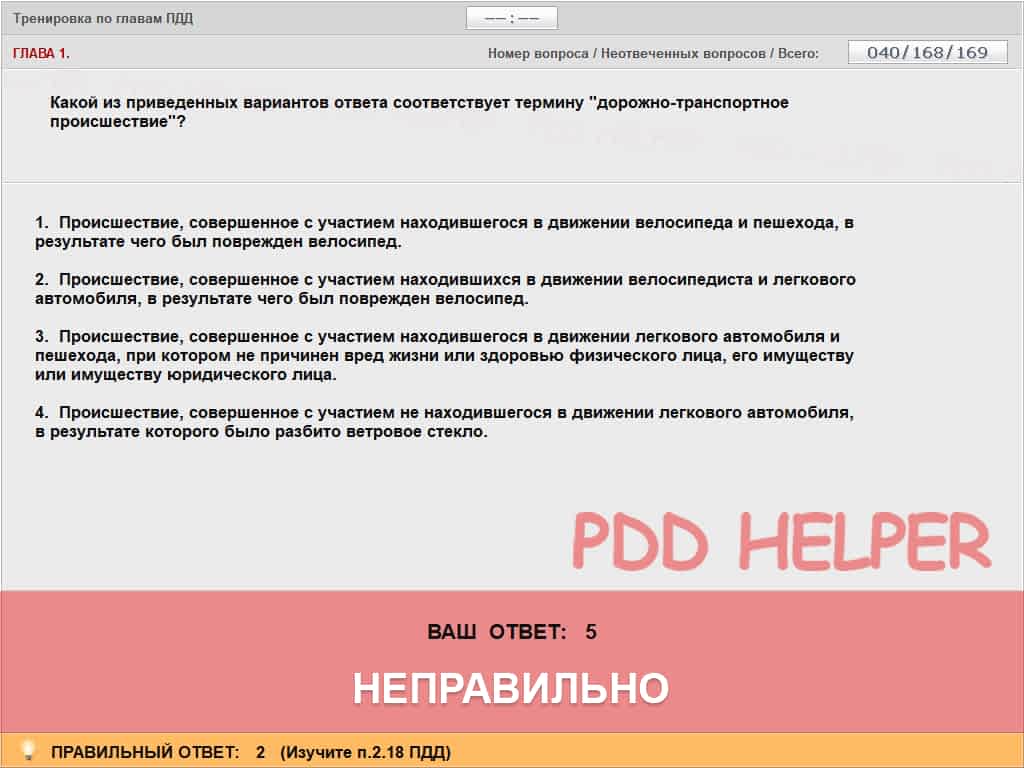 Тренировка по главам ПДД
—— : ——
ГЛАВА 1.
Номер вопроса / Неотвеченных вопросов / Всего:
040/168/169
Какой из приведенных вариантов ответа соответствует термину "дорожно-транспортное
происшествие"?
1. Происшествие, совершенное с участием находившегося в движении велосипеда и пешехода, в
результате чего был поврежден велосипед.
2. Происшествие, совершенное с участием находившихся в движении велосипедиста и легкового
автомобиля, в результате чего был поврежден велосипед.
3. Происшествие, совершенное с участием находившегося в движении легкового автомобиля и
пешехода, при котором не причинен вред жизни или здоровью физического лица, его имуществу
или имуществу юридического лица.
4. Происшествие, совершенное с участием не находившегося в движении легкового автомобиля,
в результате которого было разбито ветровое стекло.
PDD HELPER
ВАШ ОТВЕТ: 5
НЕПРАВИЛЬНО
ПРАВИЛЬНЫЙ ОТВЕТ: 2 (Изучите п.2.18 ПДД)